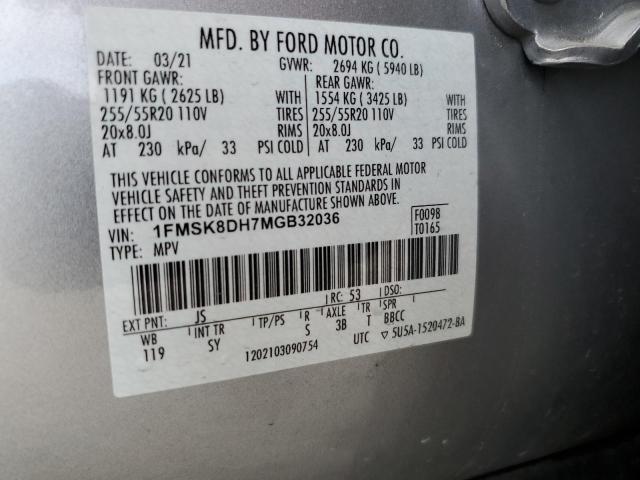 MFD. BY FORD MOTOR CO.
DATE: 03/21 GVWR: 2694 KG ( 5940 LB)
FRONT GAWR: REAR GAWR:
1191 KG ( 2625 LB) WITH 1554 KG ( 3425 LB) WITH
255/55R20 110V TIRES 255/55R20 110V TIRES
20x8.0J RIMS 20x8.0J RIMS
AT 230 kPa/ 33 PSI COLD AT 230 kPa/ 33 PSI COLD
THIS VEHICLE CONFORMS TO ALL APPLICABLE FEDERAL MOTOR
VEHICLE SAFETY AND THEFT PREVENTION STANDARDS IN
EFFECT ON THE DATE OF MANUFACTURE SHOWN ABOVE.
VIN: 1FMSK8DH7MGB32036 F0098
TYPE: MPV T0165
EXT PNT: JS RC: 53 DSO:
WB INT TR TP/PS R AXLE TR SPR
119 SY S 3B T BBCC
1202103090754 UTC ▽ 5U5A-1520472-BA